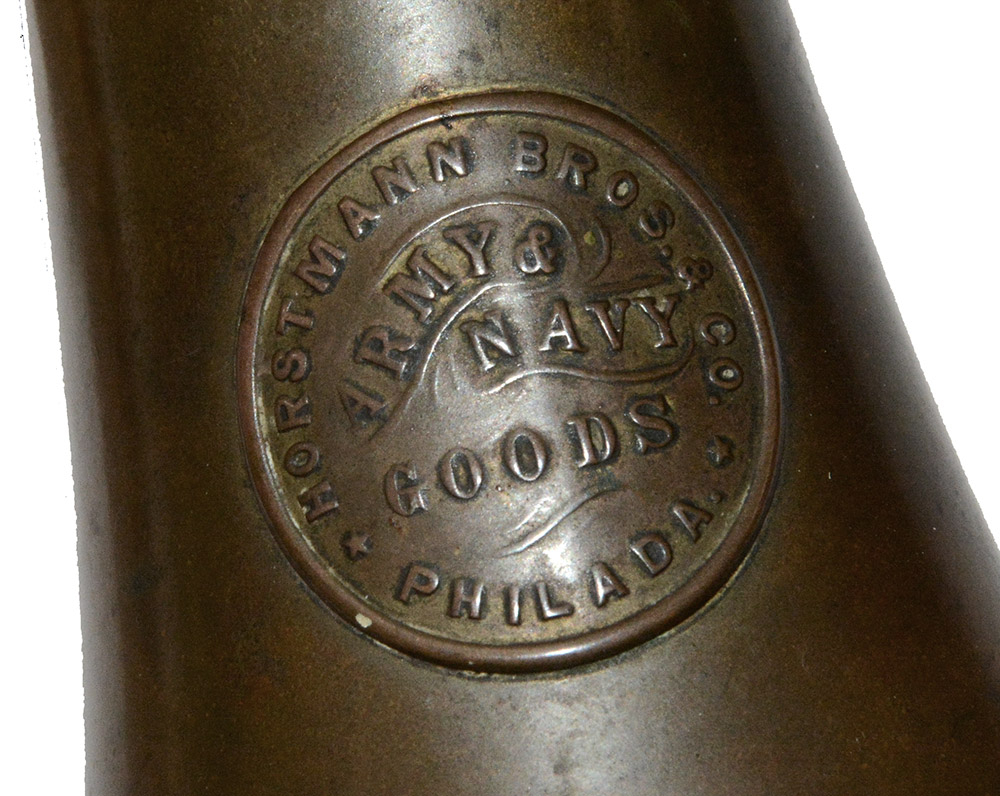 HORSTMANN BROS. & CO.
ARMY &
NAVY
GOODS
PHILADA.